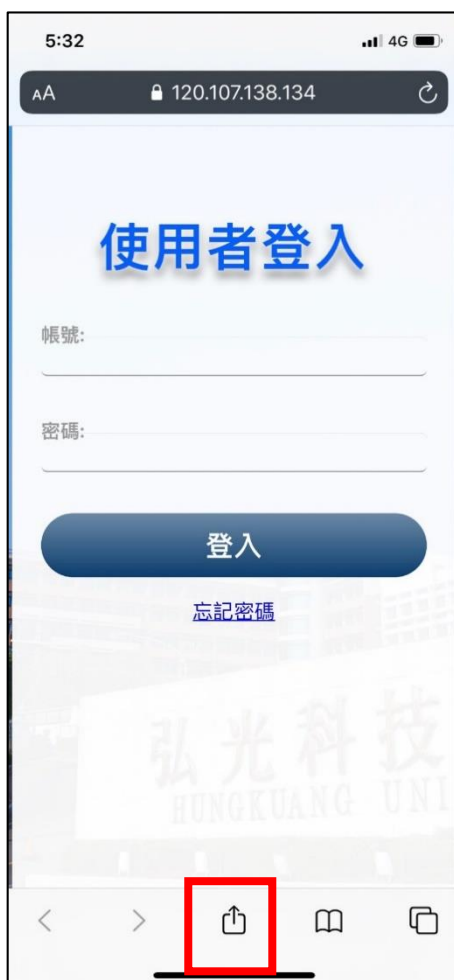 5:32 4G
AA 120.107.138.134
使用者登入
帳號:
密碼:
登入
忘記密碼
弘光科技
HUNGKUANG UNI